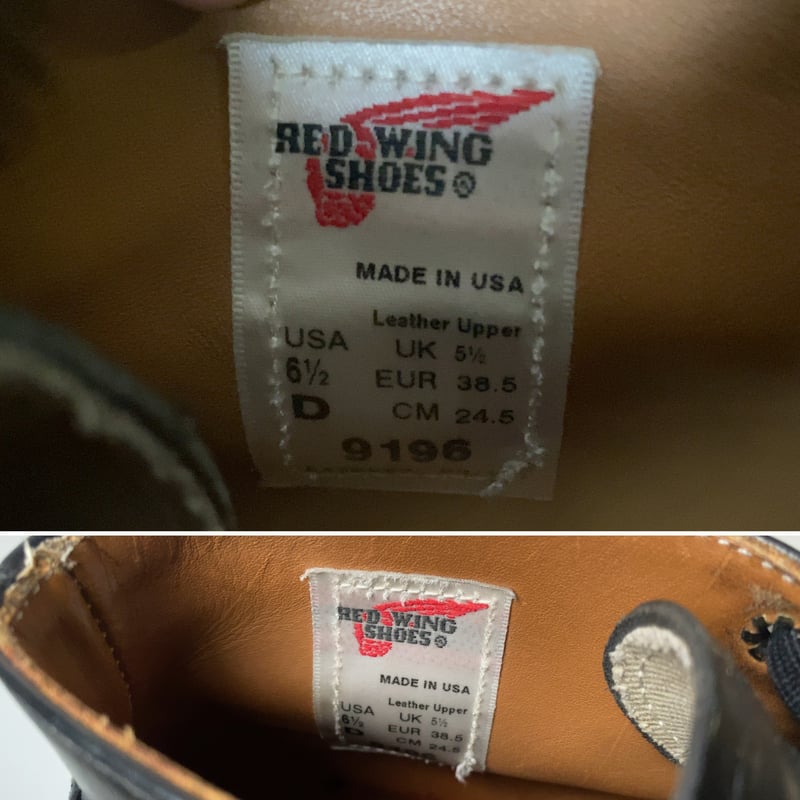 RED WING
SHOES ®
MADE IN USA
Leather Upper
USA UK 5½
6½ EUR 38.5
D CM 24.5
9196
RED WING
SHOES ®
MADE IN USA
Leather Upper
USA UK 5½
6½ EUR 38.5
D CM 24.5